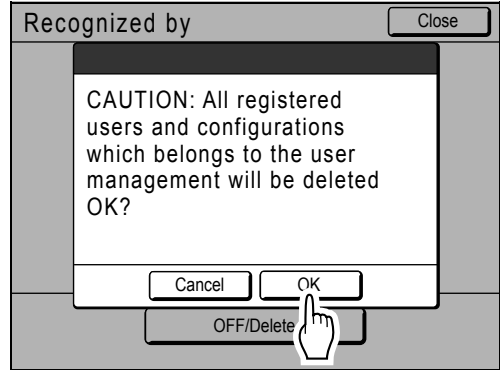 Recognized by
Close
CAUTION: All registered
users and configurations
which belongs to the user
management will be deleted
OK?
Cancel
OK
OFF/Delete